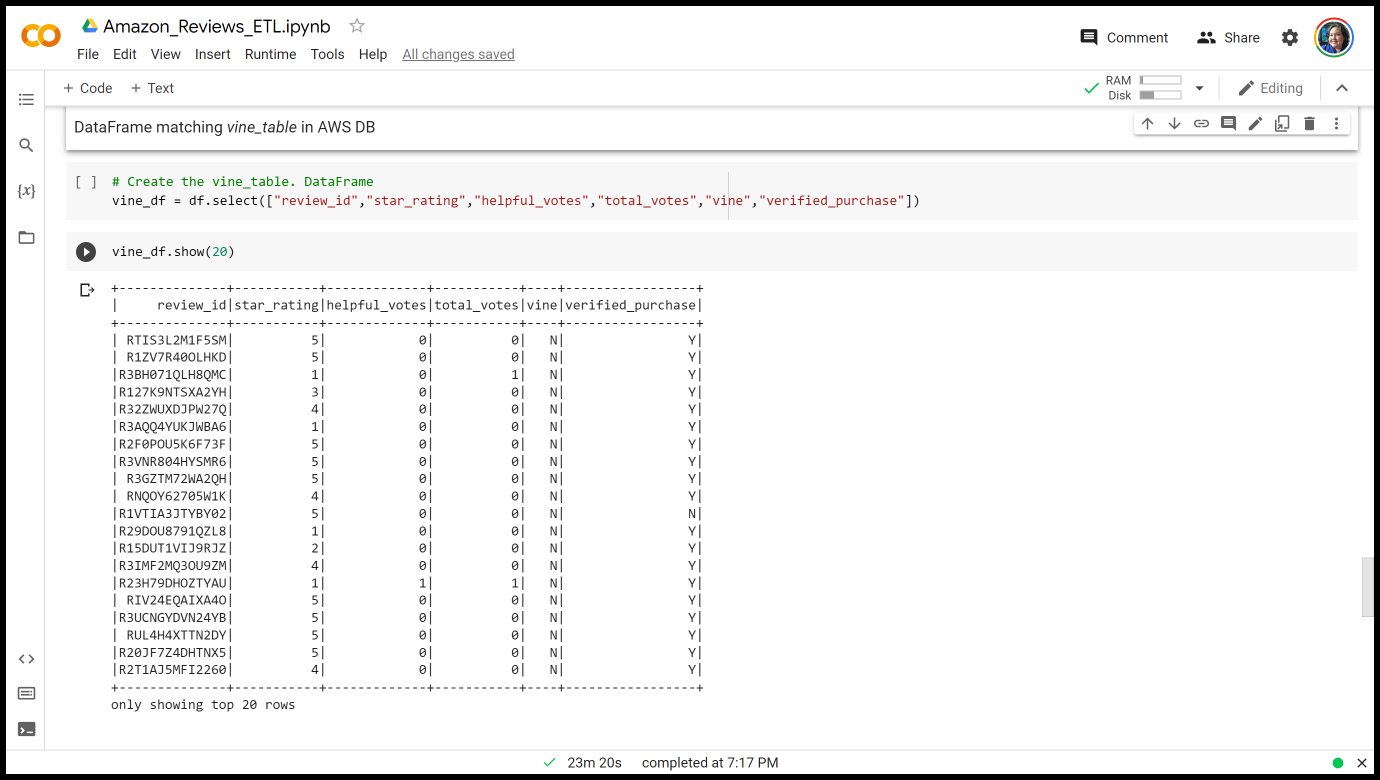 Amazon_Reviews_ETL.ipynb
File Edit View Insert Runtime Tools Help All changes saved
Comment Share
+ Code + Text
RAM
Disk
Editing
DataFrame matching vine_table in AWS DB
[ ] # Create the vine_table. DataFrame
vine_df = df.select(["review_id","star_rating","helpful_votes","total_votes","vine","verified_purchase"])
vine_df.show(20)
+--------------+-----------+-------------+-----------+----+-----------------+
|     review_id|star_rating|helpful_votes|total_votes|vine|verified_purchase|
+--------------+-----------+-------------+-----------+----+-----------------+
| RTIS3L2M1F5SM|          5|            0|          0|   N|                Y|
| R1ZV7R40OLHKD|          5|            0|          0|   N|                Y|
|R3BH071QLH8QMC|          1|            0|          1|   N|                Y|
|R127K9NTSXA2YH|          3|            0|          0|   N|                Y|
|R32ZWUXDJPW27Q|          4|            0|          0|   N|                Y|
|R3AQQ4YUKJWBA6|          1|            0|          0|   N|                Y|
|R2F0POU5K6F73F|          5|            0|          0|   N|                Y|
|R3VNR804HYSMR6|          5|            0|          0|   N|                Y|
| R3GZTM72WA2QH|          5|            0|          0|   N|                Y|
| RNQOY62705W1K|          4|            0|          0|   N|                Y|
|R1VTIA3JTYBY02|          5|            0|          0|   N|                N|
|R29DOU8791QZL8|          1|            0|          0|   N|                Y|
|R15DUT1VIJ9RJZ|          2|            0|          0|   N|                Y|
|R3IMF2MQ3OU9ZM|          4|            0|          0|   N|                Y|
|R23H79DHOZTYAU|          1|            1|          1|   N|                Y|
| RIV24EQAIXA4O|          5|            0|          0|   N|                Y|
|R3UCNGYDVN24YB|          5|            0|          0|   N|                Y|
| RUL4H4XTTN2DY|          5|            0|          0|   N|                Y|
|R20JF7Z4DHTNX5|          5|            0|          0|   N|                Y|
|R2T1AJ5MFI2260|          4|            0|          0|   N|                Y|
+--------------+-----------+-------------+-----------+----+-----------------+
only showing top 20 rows
23m 20s completed at 7:17 PM